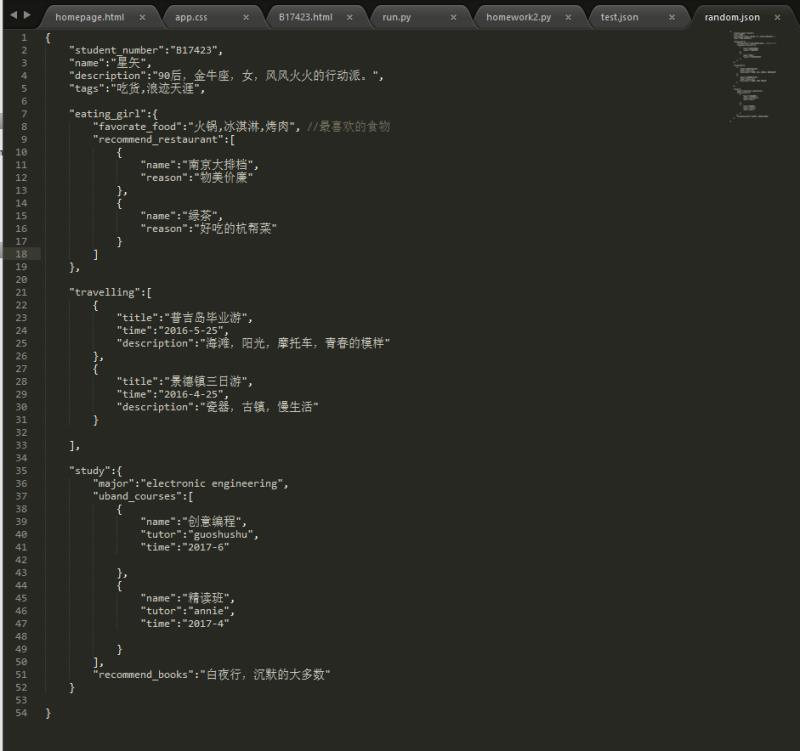 homepage.html × app.css × B17423.html × run.py × homework2.py × test.json × random.json ×
1 {
2 "student_number":"B17423",
3 "name":"星矢",
4 "description":"90后，金牛座，女，风风火火的行动派。",
5 "tags":"吃货,浪迹天涯",
6
7 "eating_girl":{
8 "favorate_food":"火锅,冰淇淋,烤肉", //最喜欢的食物
9 "recommend_restaurant":[
10 {
11 "name":"南京大排档",
12 "reason":"物美价廉"
13 },
14 {
15 "name":"绿茶",
16 "reason":"好吃的杭帮菜"
17 }
18 ]
19 },
20
21 "travelling":[
22 {
23 "title":"普吉岛毕业游",
24 "time":"2016-5-25",
25 "description":"海滩，阳光，摩托车，青春的模样"
26 },
27 {
28 "title":"景德镇三日游",
29 "time":"2016-4-25",
30 "description":"瓷器，古镇，慢生活"
31 }
32
33 ],
34
35 "study":{
36 "major":"electronic engineering",
37 "uband_courses":[
38 {
39 "name":"创意编程",
40 "tutor":"guoshushu",
41 "time":"2017-6"
42
43 },
44 {
45 "name":"精读班",
46 "tutor":"annie",
47 "time":"2017-4"
48
49 }
50 ],
51 "recommend_books":"白夜行，沉默的大多数"
52 }
53
54 }